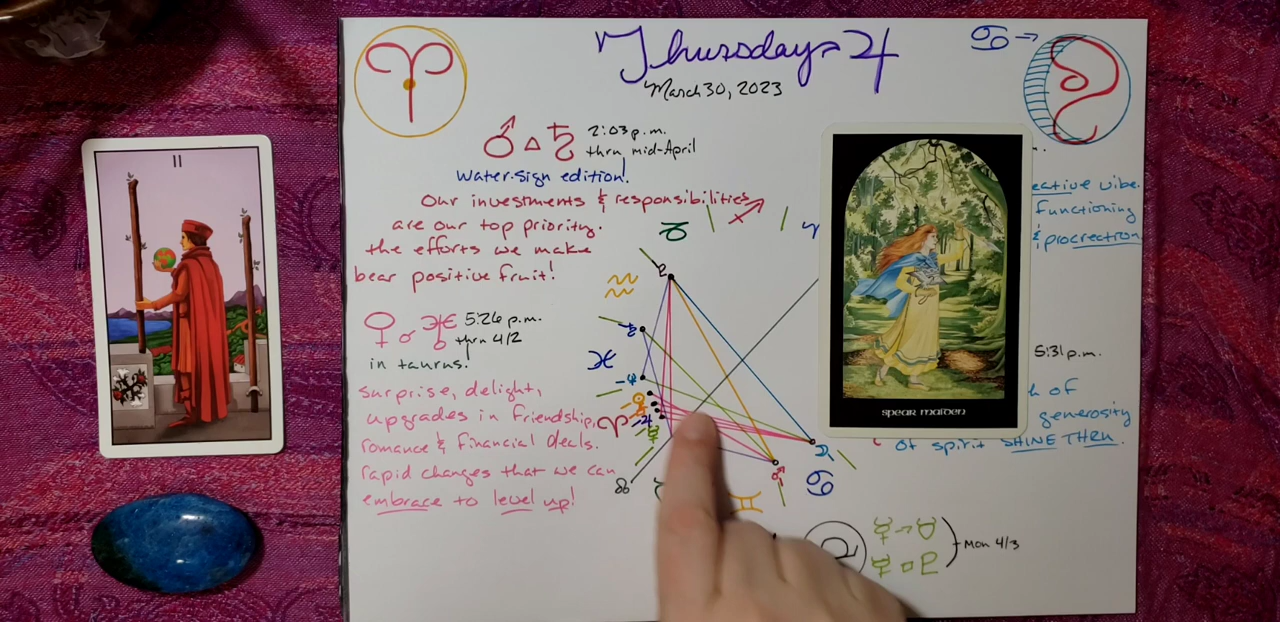 Thursday ♃
March 30, 2023
♋ →
♂ △ ♄ 2:03 p.m.
thru mid-April
Water-sign edition!
Our investments & responsibilities
are our top priority.
the efforts we make
bear positive fruit!
♀ ☌ ♅ 5:26 p.m.
thru 4/2
in taurus.
Surprise, delight,
upgrades in friendship,
romance & financial deals.
rapid changes that we can
embrace to level up!
II
SPEAR MAIDEN
vibe.
functioning
& procreation
5:31 p.m.
of
generosity
of spirit SHINE THRU.
☿ → ♉
☿ □ ♇
Mon 4/3